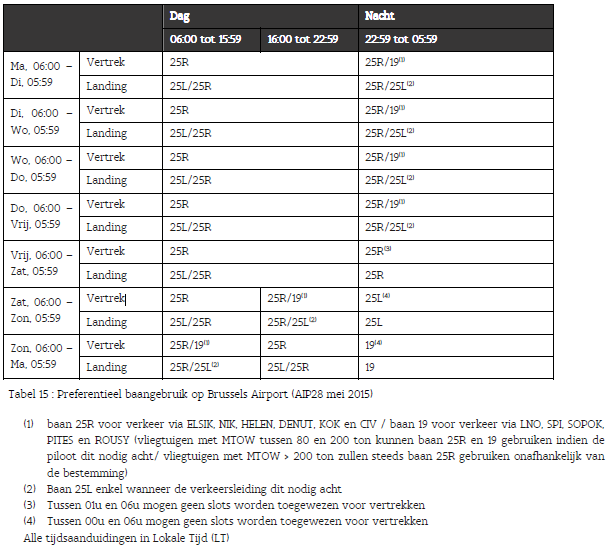 Dag Nacht
06:00 tot 15:59 16:00 tot 22:59 22:59 tot 05:59
Ma, 06:00 – Di, 05:59 Vertrek 25R 25R/19(1)
Landing 25L/25R 25R/25L(2)
Di, 06:00 – Wo, 05:59 Vertrek 25R 25R/19(1)
Landing 25L/25R 25R/25L(2)
Wo, 06:00 – Do, 05:59 Vertrek 25R 25R/19(1)
Landing 25L/25R 25R/25L(2)
Do, 06:00 – Vrij, 05:59 Vertrek 25R 25R/19(1)
Landing 25L/25R 25R/25L(2)
Vrij, 06:00 – Zat, 05:59 Vertrek 25R 25R(3)
Landing 25L/25R 25R
Zat, 06:00 – Zon, 05:59 Vertrek 25R 25R/19(1) 25L(4)
Landing 25L/25R 25R/25L(2) 25L
Zon, 06:00 – Ma, 05:59 Vertrek 25R/19(1) 25R 19(4)
Landing 25R/25L(2) 25L/25R 19
Tabel 15 : Preferentieel baangebruik op Brussels Airport (AIP28 mei 2015)
(1) baan 25R voor verkeer via ELSIK, NIK, HELEN, DENUT, KOK en CIV / baan 19 voor verkeer via LNO, SPI, SOPOK,
PITES en ROUSY (vliegtuigen met MTOW tussen 80 en 200 ton kunnen baan 25R en 19 gebruiken indien de
piloot dit nodig acht/ vliegtuigen met MTOW > 200 ton zullen steeds baan 25R gebruiken onafhankelijk van
de bestemming)
(2) Baan 25L enkel wanneer de verkeersleiding dit nodig acht
(3) Tussen 01u en 06u mogen geen slots worden toegewezen voor vertrekken
(4) Tussen 00u en 06u mogen geen slots worden toegewezen voor vertrekken
Alle tijdsaanduidingen in Lokale Tijd (LT)